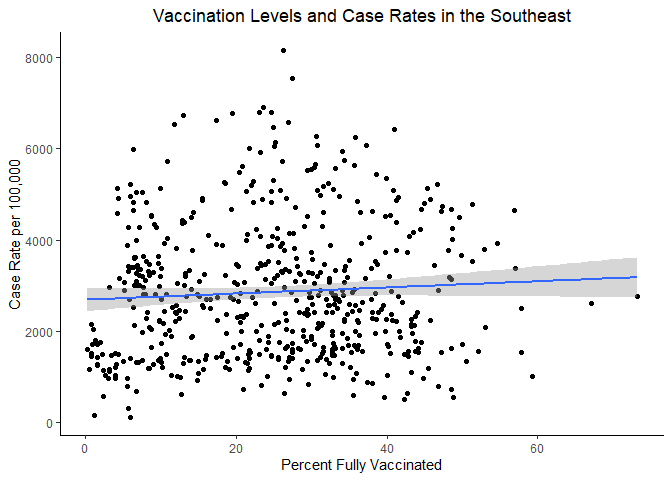 Vaccination Levels and Case Rates in the Southeast
8000
6000
4000
2000
0
Case Rate per 100,000
0 20 40 60
Percent Fully Vaccinated